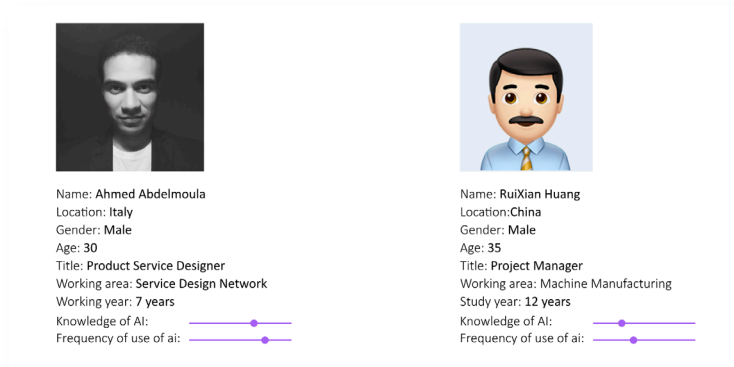 Name: Ahmed Abdelmoula
Location: Italy
Gender: Male
Age: 30
Title: Product Service Designer
Working area: Service Design Network
Working year: 7 years
Knowledge of AI:
Frequency of use of ai:
Name: RuiXian Huang
Location:China
Gender: Male
Age: 35
Title: Project Manager
Working area: Machine Manufacturing
Study year: 12 years
Knowledge of AI:
Frequency of use of ai: